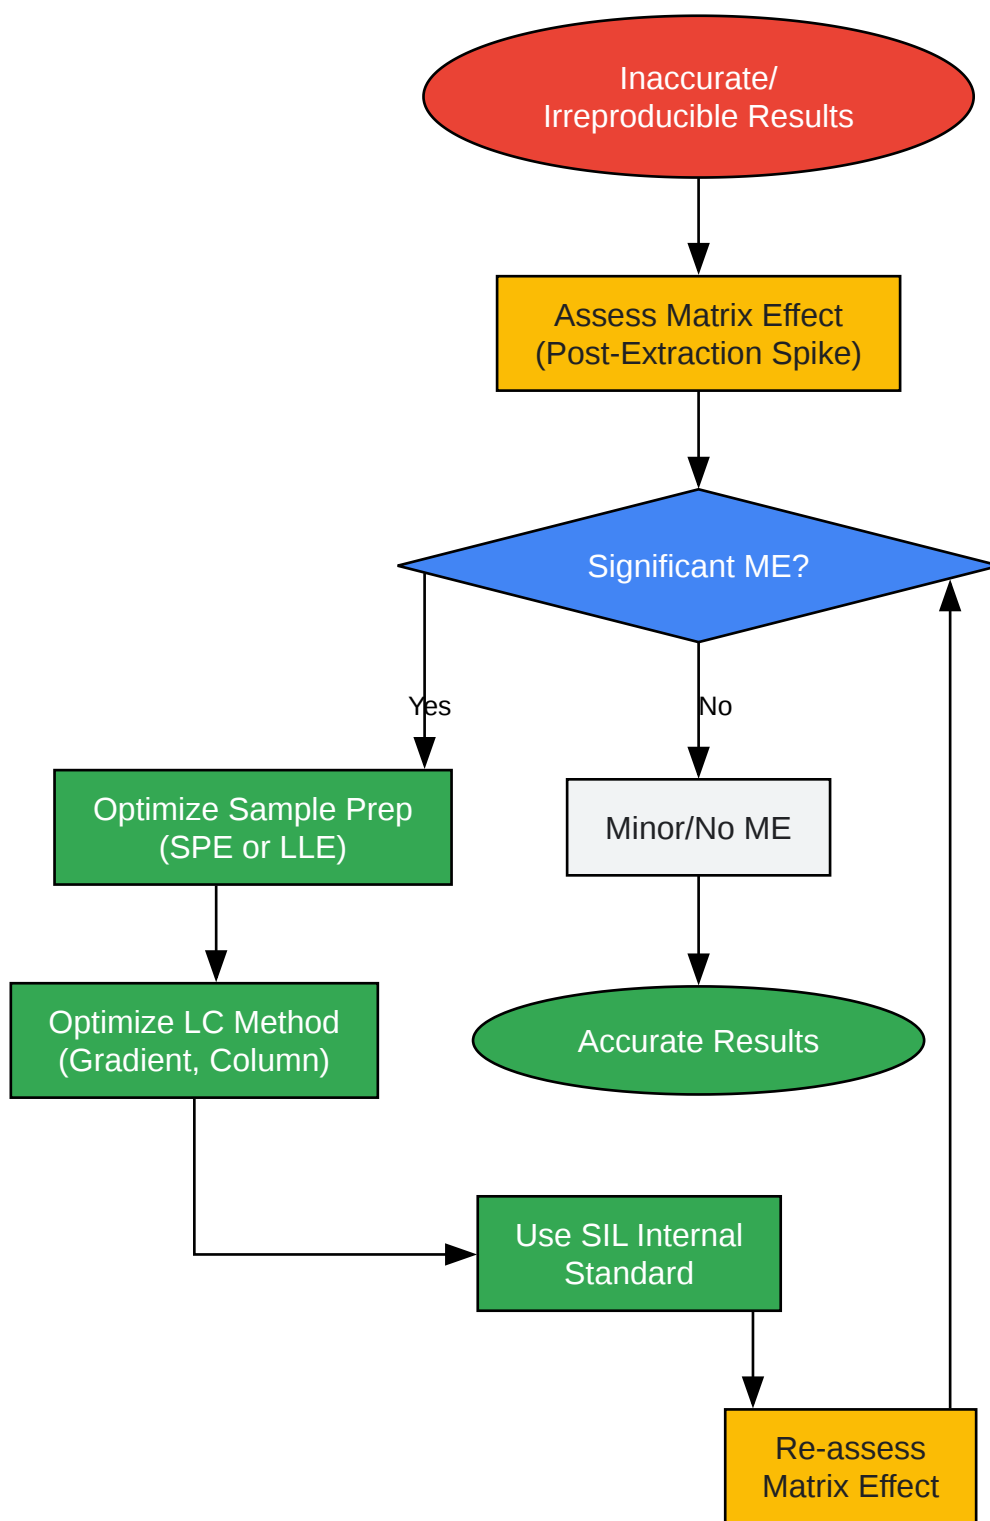 Inaccurate/
Irreproducible Results
Assess Matrix Effect
(Post-Extraction Spike)
Significant ME?
Yes
No
Optimize Sample Prep
(SPE or LLE)
Minor/No ME
Optimize LC Method
(Gradient, Column)
Accurate Results
Use SIL Internal
Standard
Re-assess
Matrix Effect